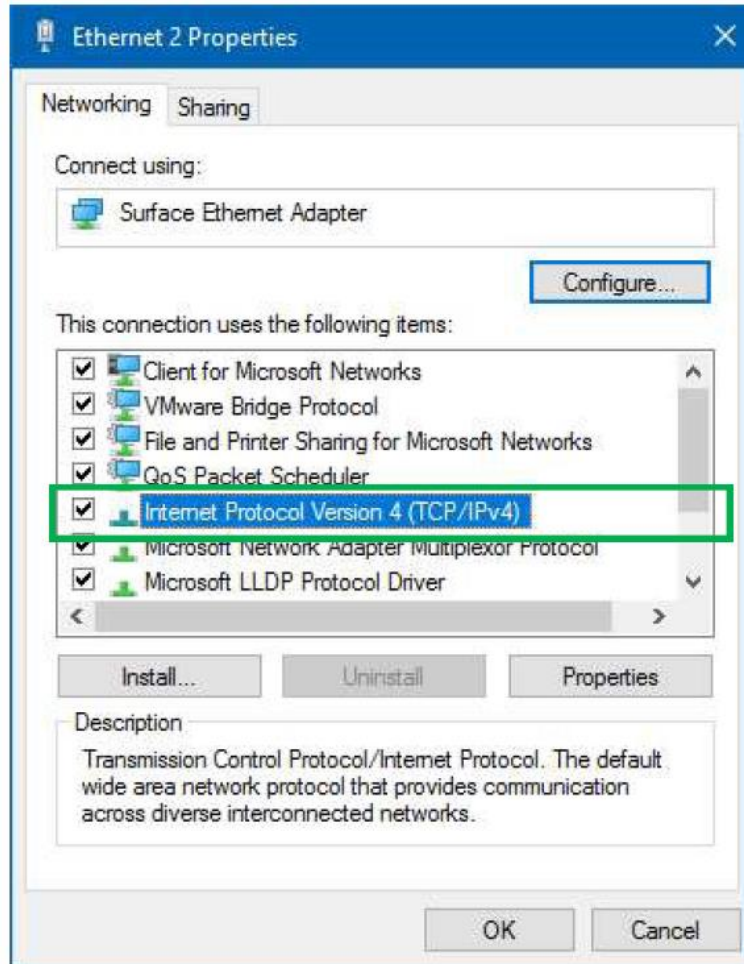 Ethernet 2 Properties
Networking
Sharing
Connect using:
Surface Ethernet Adapter
Configure...
This connection uses the following items:
Client for Microsoft Networks
VMware Bridge Protocol
File and Printer Sharing for Microsoft Networks
QoS Packet Scheduler
Internet Protocol Version 4 (TCP/IPv4)
Microsoft Network Adapter Multiplexor Protocol
Microsoft LLDP Protocol Driver
Install...
Uninstall
Properties
Description
Transmission Control Protocol/Internet Protocol. The default
wide area network protocol that provides communication
across diverse interconnected networks.
OK
Cancel